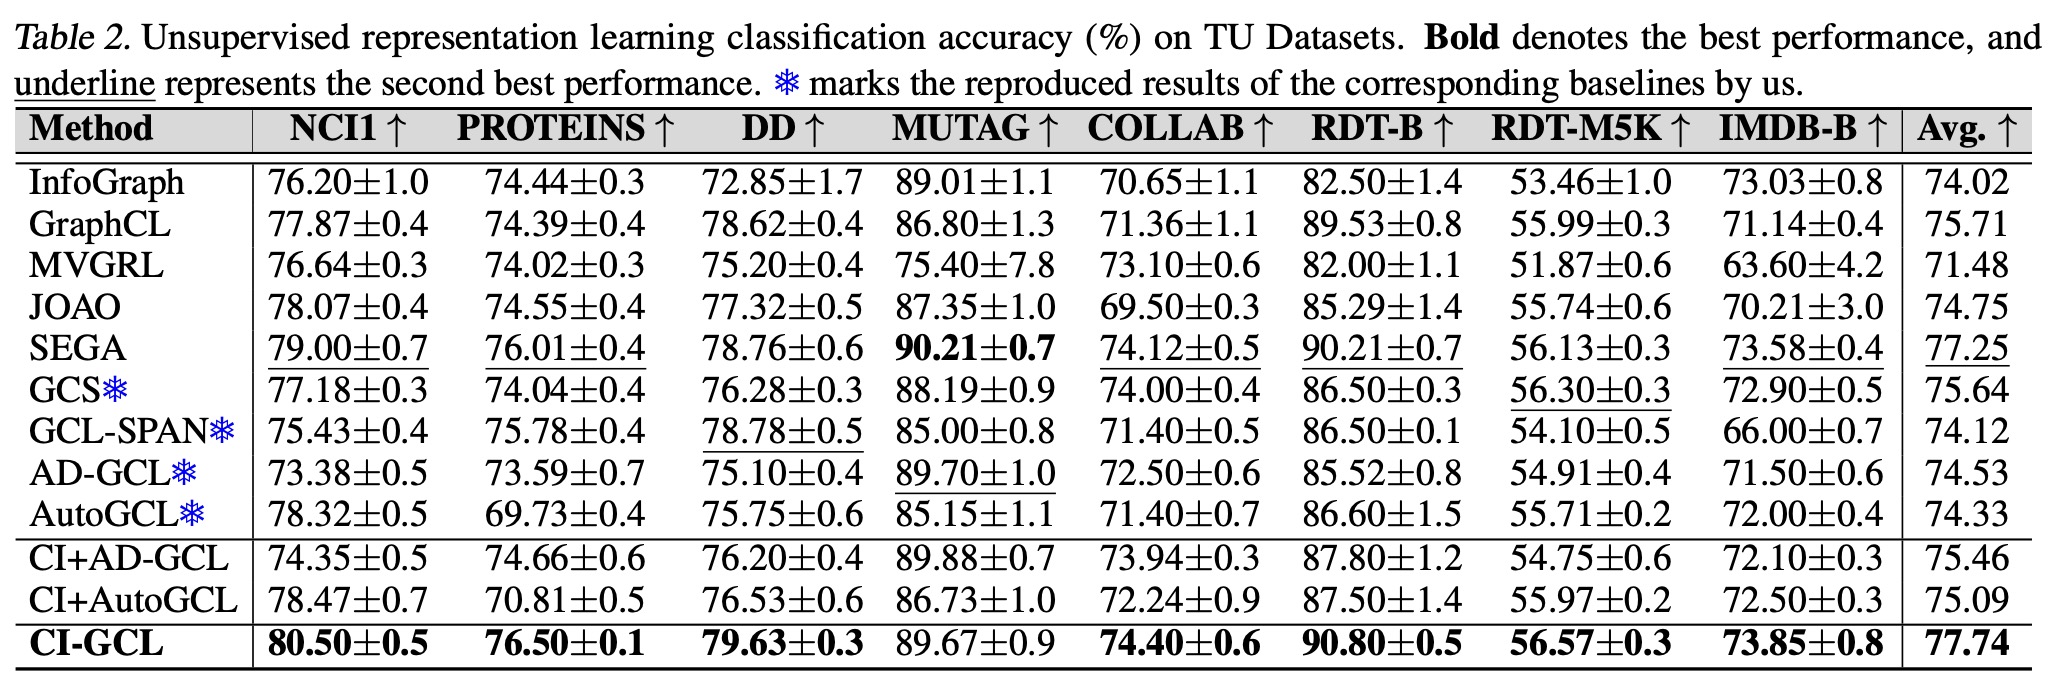 Table 2. Unsupervised representation learning classification accuracy (%) on TU Datasets. Bold denotes the best performance, and
underline represents the second best performance. ❄ marks the reproduced results of the corresponding baselines by us.
Method NCI1 ↑ PROTEINS ↑ DD ↑ MUTAG ↑ COLLAB ↑ RDT-B ↑ RDT-M5K ↑ IMDB-B ↑ Avg. ↑
InfoGraph 76.20±1.0 74.44±0.3 72.85±1.7 89.01±1.1 70.65±1.1 82.50±1.4 53.46±1.0 73.03±0.8 74.02
GraphCL 77.87±0.4 74.39±0.4 78.62±0.4 86.80±1.3 71.36±1.1 89.53±0.8 55.99±0.3 71.14±0.4 75.71
MVGRL 76.64±0.3 74.02±0.3 75.20±0.4 75.40±7.8 73.10±0.6 82.00±1.1 51.87±0.6 63.60±4.2 71.48
JOAO 78.07±0.4 74.55±0.4 77.32±0.5 87.35±1.0 69.50±0.3 85.29±1.4 55.74±0.6 70.21±3.0 74.75
SEGA 79.00±0.7 76.01±0.4 78.76±0.6 90.21±0.7 74.12±0.5 90.21±0.7 56.13±0.3 73.58±0.4 77.25
GCS❄ 77.18±0.3 74.04±0.4 76.28±0.3 88.19±0.9 74.00±0.4 86.50±0.3 56.30±0.3 72.90±0.5 75.64
GCL-SPAN❄ 75.43±0.4 75.78±0.4 78.78±0.5 85.00±0.8 71.40±0.5 86.50±0.1 54.10±0.5 66.00±0.7 74.12
AD-GCL❄ 73.38±0.5 73.59±0.7 75.10±0.4 89.70±1.0 72.50±0.6 85.52±0.8 54.91±0.4 71.50±0.6 74.53
AutoGCL❄ 78.32±0.5 69.73±0.4 75.75±0.6 85.15±1.1 71.40±0.7 86.60±1.5 55.71±0.2 72.00±0.4 74.33
CI+AD-GCL 74.35±0.5 74.66±0.6 76.20±0.4 89.88±0.7 73.94±0.3 87.80±1.2 54.75±0.6 72.10±0.3 75.46
CI+AutoGCL 78.47±0.7 70.81±0.5 76.53±0.6 86.73±1.0 72.24±0.9 87.50±1.4 55.97±0.2 72.50±0.3 75.09
CI-GCL 80.50±0.5 76.50±0.1 79.63±0.3 89.67±0.9 74.40±0.6 90.80±0.5 56.57±0.3 73.85±0.8 77.74